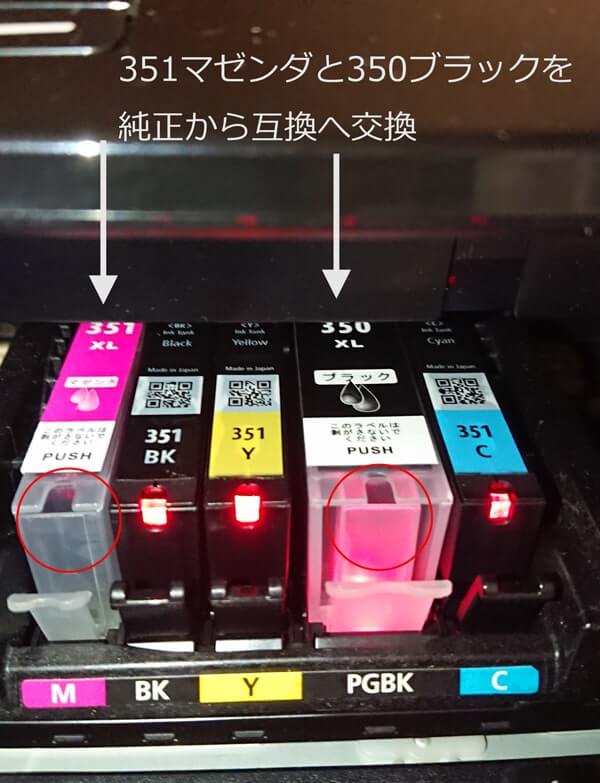 351マゼンダと350ブラックを
純正から互換へ交換
351
XL
マゼンタ
このラベルは
剥がさないで
ください
PUSH
<BK>
Ink Tank
Black
Made in Japan
351
BK
<Y>
Ink Tank
Yellow
Made in Japan
351
Y
350
XL
ブラック
このラベルは
剥がさないで
ください
PUSH
<C>
Ink Tank
Cyan
Made in Japan
351
C
M
BK
Y
PGBK
C